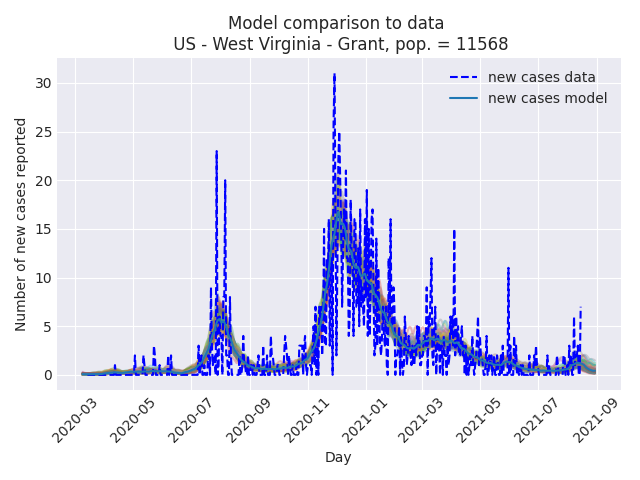 Model comparison to data
US - West Virginia - Grant, pop. = 11568
new cases data
new cases model
Number of new cases reported
30
25
20
15
10
5
0
2020-03
2020-05
2020-07
2020-09
2020-11
2021-01
2021-03
2021-05
2021-07
2021-09
Day